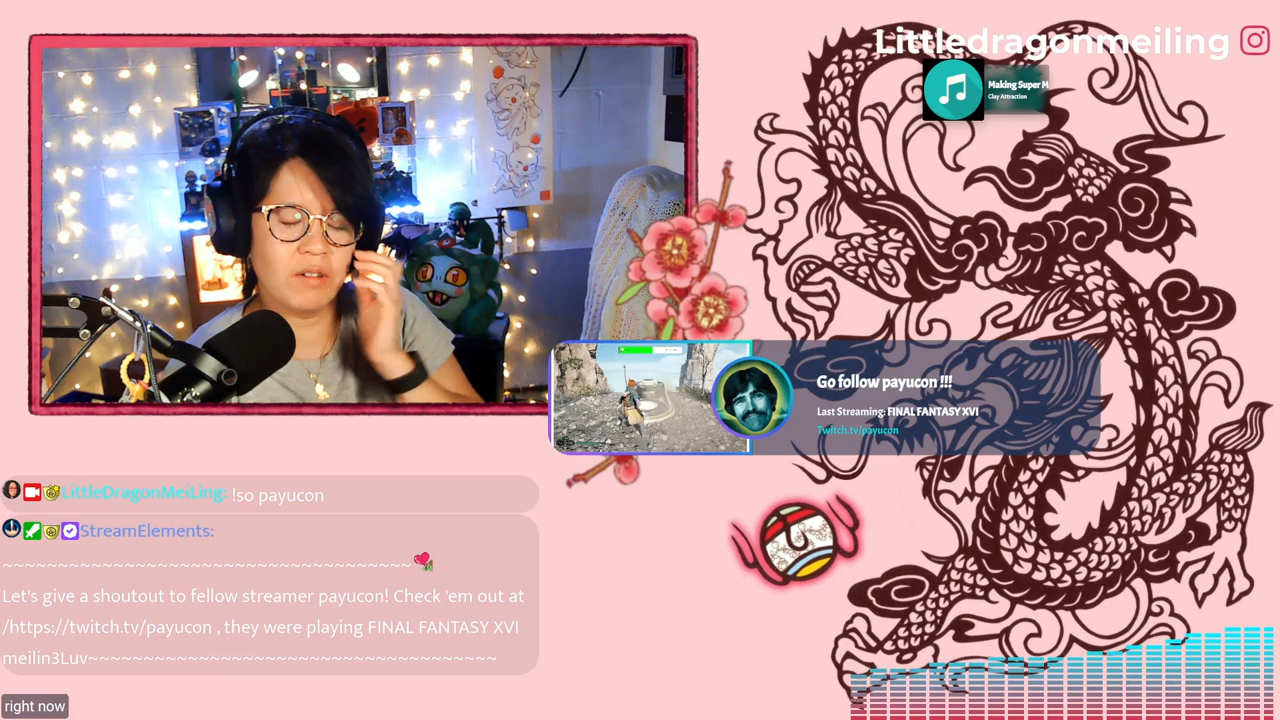 Littledragonmeiling
Making Super M
Clay Attraction
Go follow payucon !!!
Last Streaming: FINAL FANTASY XVI
Twitch.tv/payucon
LittleDragonMeiLing: !so payucon
StreamElements:
~~~~~~~~~~~~~~~~~~~~~~~~~~~~~~~~~~~~~
Let's give a shoutout to fellow streamer payucon! Check 'em out at
/https://twitch.tv/payucon , they were playing FINAL FANTASY XVI
meilin3Luv~~~~~~~~~~~~~~~~~~~~~~~~~~~~~~~~~~~~~
right now